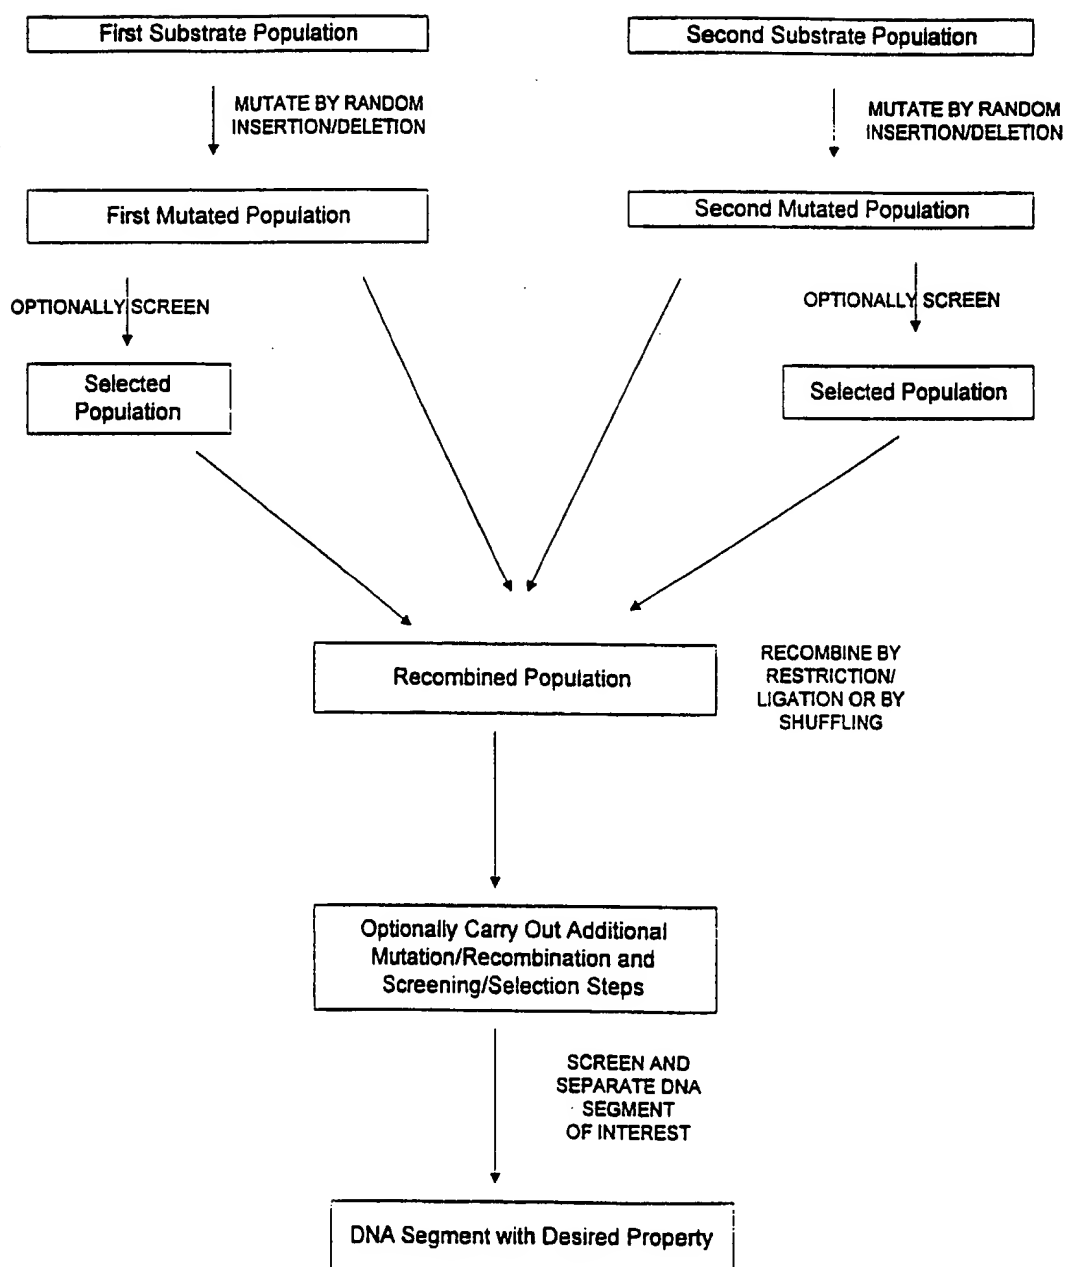 First Substrate Population
Second Substrate Population
MUTATE BY RANDOM
INSERTION/DELETION
MUTATE BY RANDOM
INSERTION/DELETION
First Mutated Population
Second Mutated Population
OPTIONALLY SCREEN
OPTIONALLY SCREEN
Selected
Population
Selected Population
Recombined Population
RECOMBINE BY
RESTRICTION/
LIGATION OR BY
SHUFFLING
Optionally Carry Out Additional
Mutation/Recombination and
Screening/Selection Steps
SCREEN AND
SEPARATE DNA
SEGMENT
OF INTEREST
DNA Segment with Desired Property